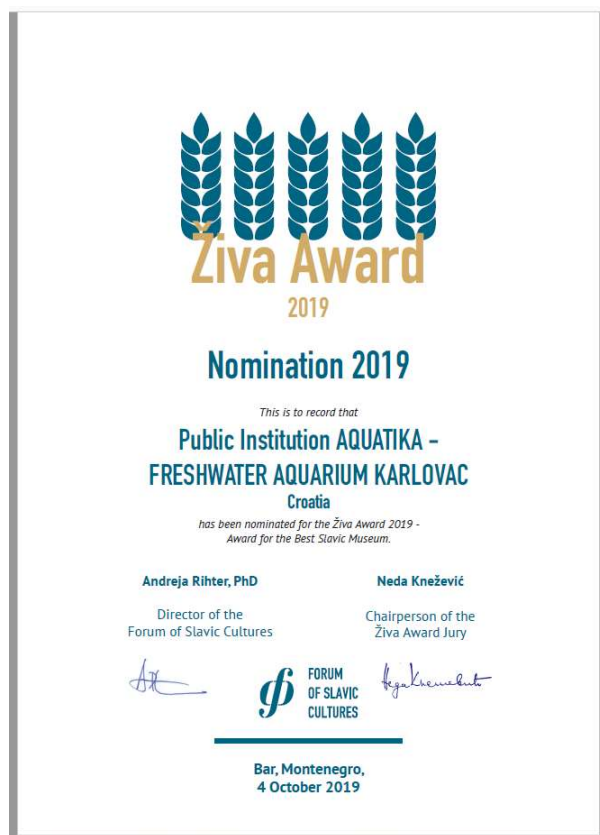 Živa Award
2019
Nomination 2019
This is to record that
Public Institution AQUATIKA –
FRESHWATER AQUARIUM KARLOVAC
Croatia
has been nominated for the Živa Award 2019 -
Award for the Best Slavic Museum.
Andreja Rihter, PhD
Director of the
Forum of Slavic Cultures
Neda Knežević
Chairperson of the
Živa Award Jury
FORUM
OF SLAVIC
CULTURES
Bar, Montenegro,
4 October 2019